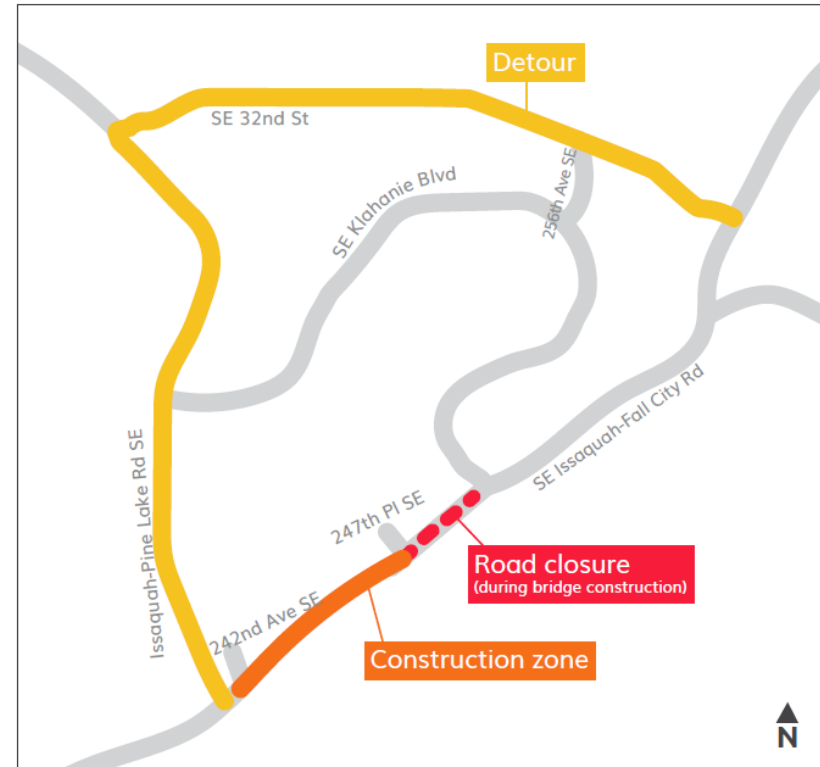 Detour
SE 32nd St
256th Ave SE
SE Klahanie Blvd
SE Issaquah-Fall City Rd
Issaquah-Pine Lake Rd SE
247th Pl SE
Road closure
(during bridge construction)
242nd Ave SE
Construction zone
N